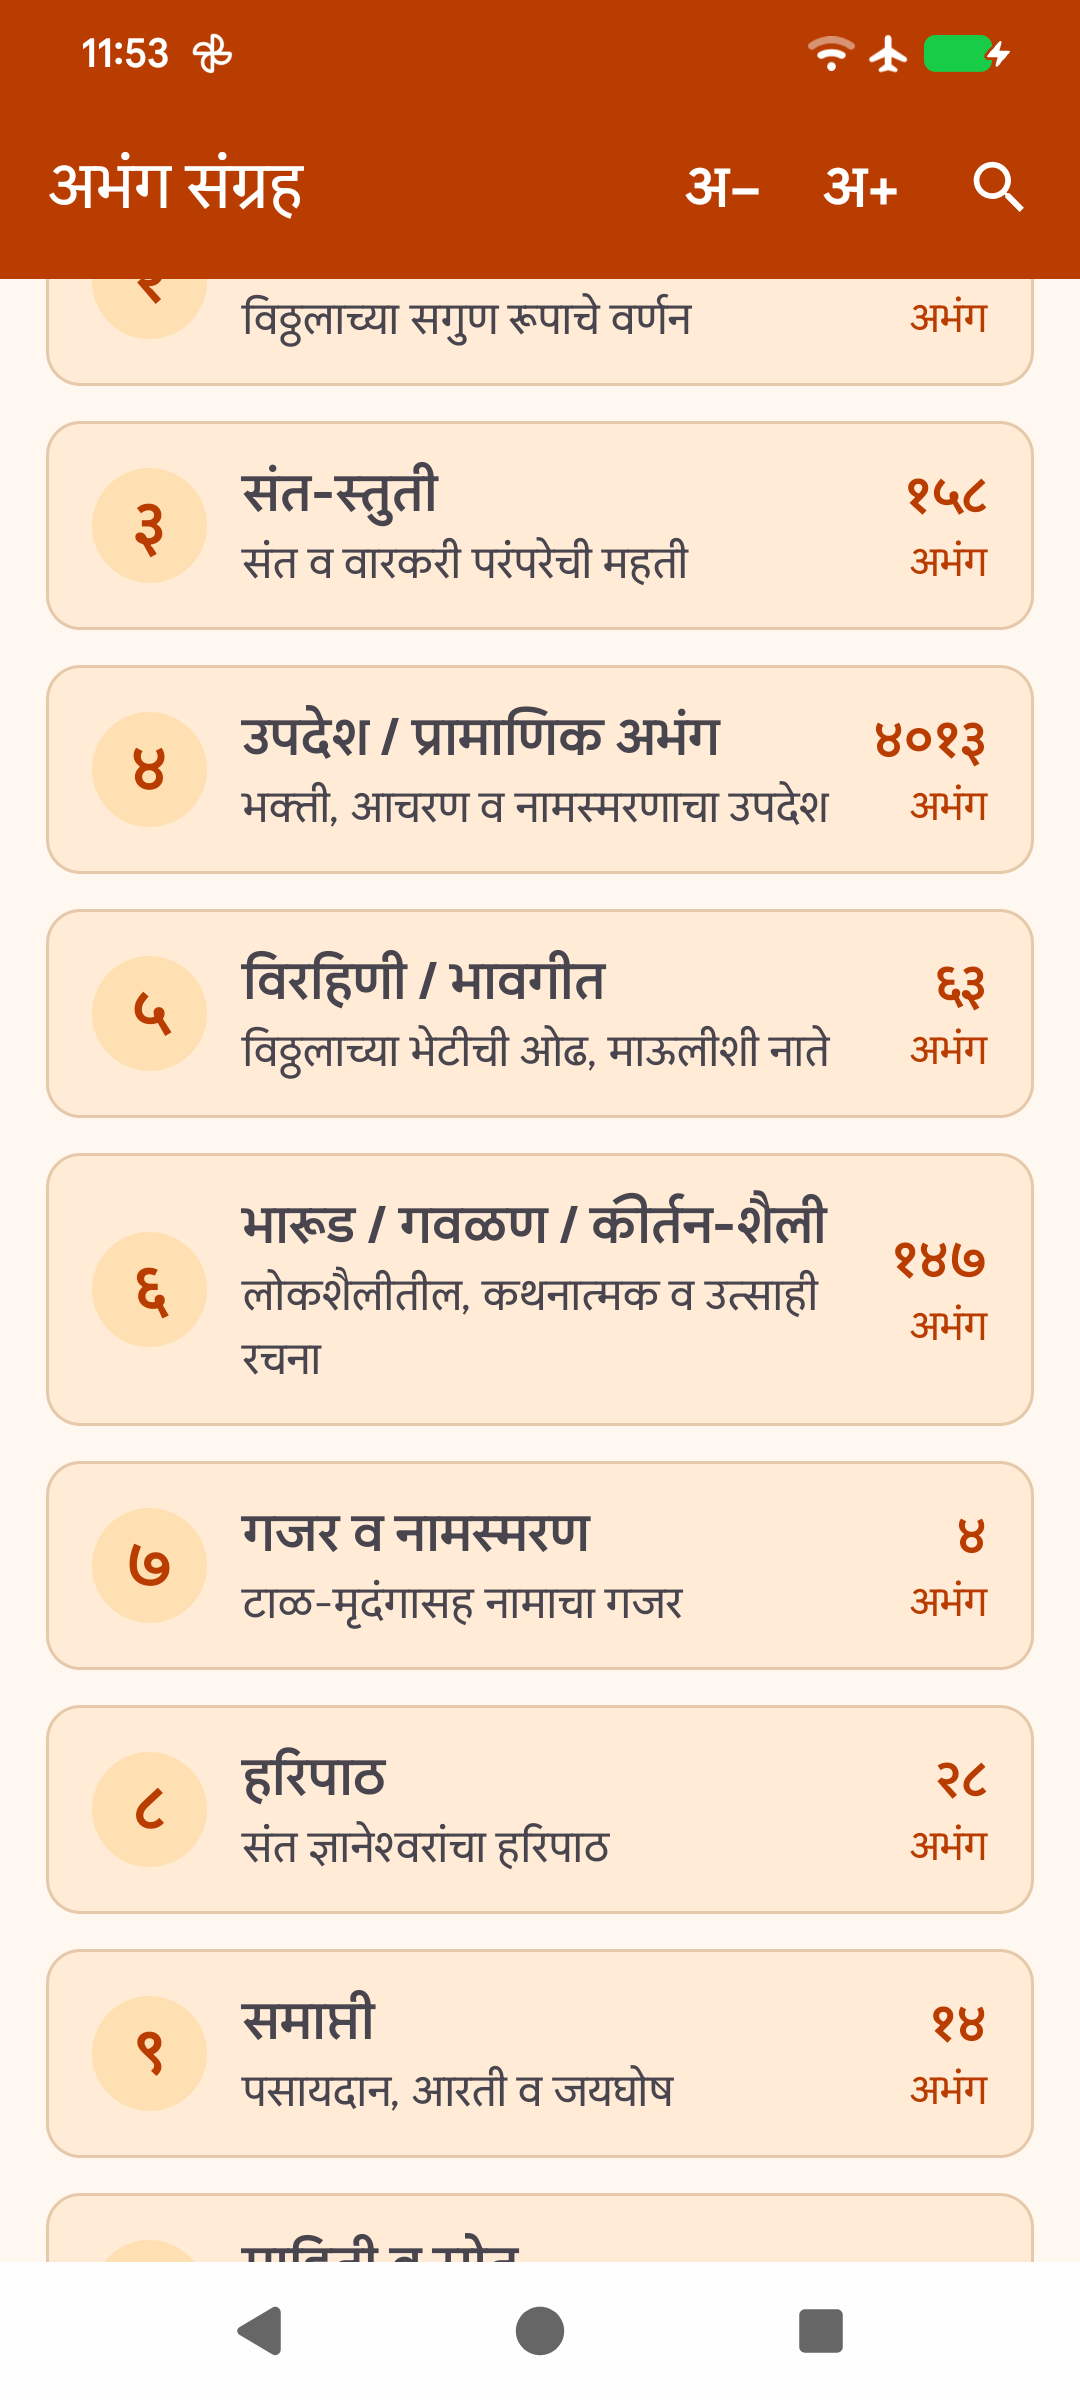 11:53
अभंग संग्रह
अ− अ+
विठ्ठलाच्या सगुण रूपाचे वर्णन
अभंग
३
संत-स्तुती
संत व वारकरी परंपरेची महती
१५८
अभंग
४
उपदेश / प्रामाणिक अभंग
भक्ती, आचरण व नामस्मरणाचा उपदेश
४०१३
अभंग
५
विरहिणी / भावगीत
विठ्ठलाच्या भेटीची ओढ, माऊलीशी नाते
६३
अभंग
६
भारूड / गवळण / कीर्तन-शैली
लोकशैलीतील, कथनात्मक व उत्साही
रचना
१४७
अभंग
७
गजर व नामस्मरण
टाळ-मृदंगासह नामाचा गजर
४
अभंग
८
हरिपाठ
संत ज्ञानेश्वरांचा हरिपाठ
२८
अभंग
९
समाप्ती
पसायदान, आरती व जयघोष
१४
अभंग